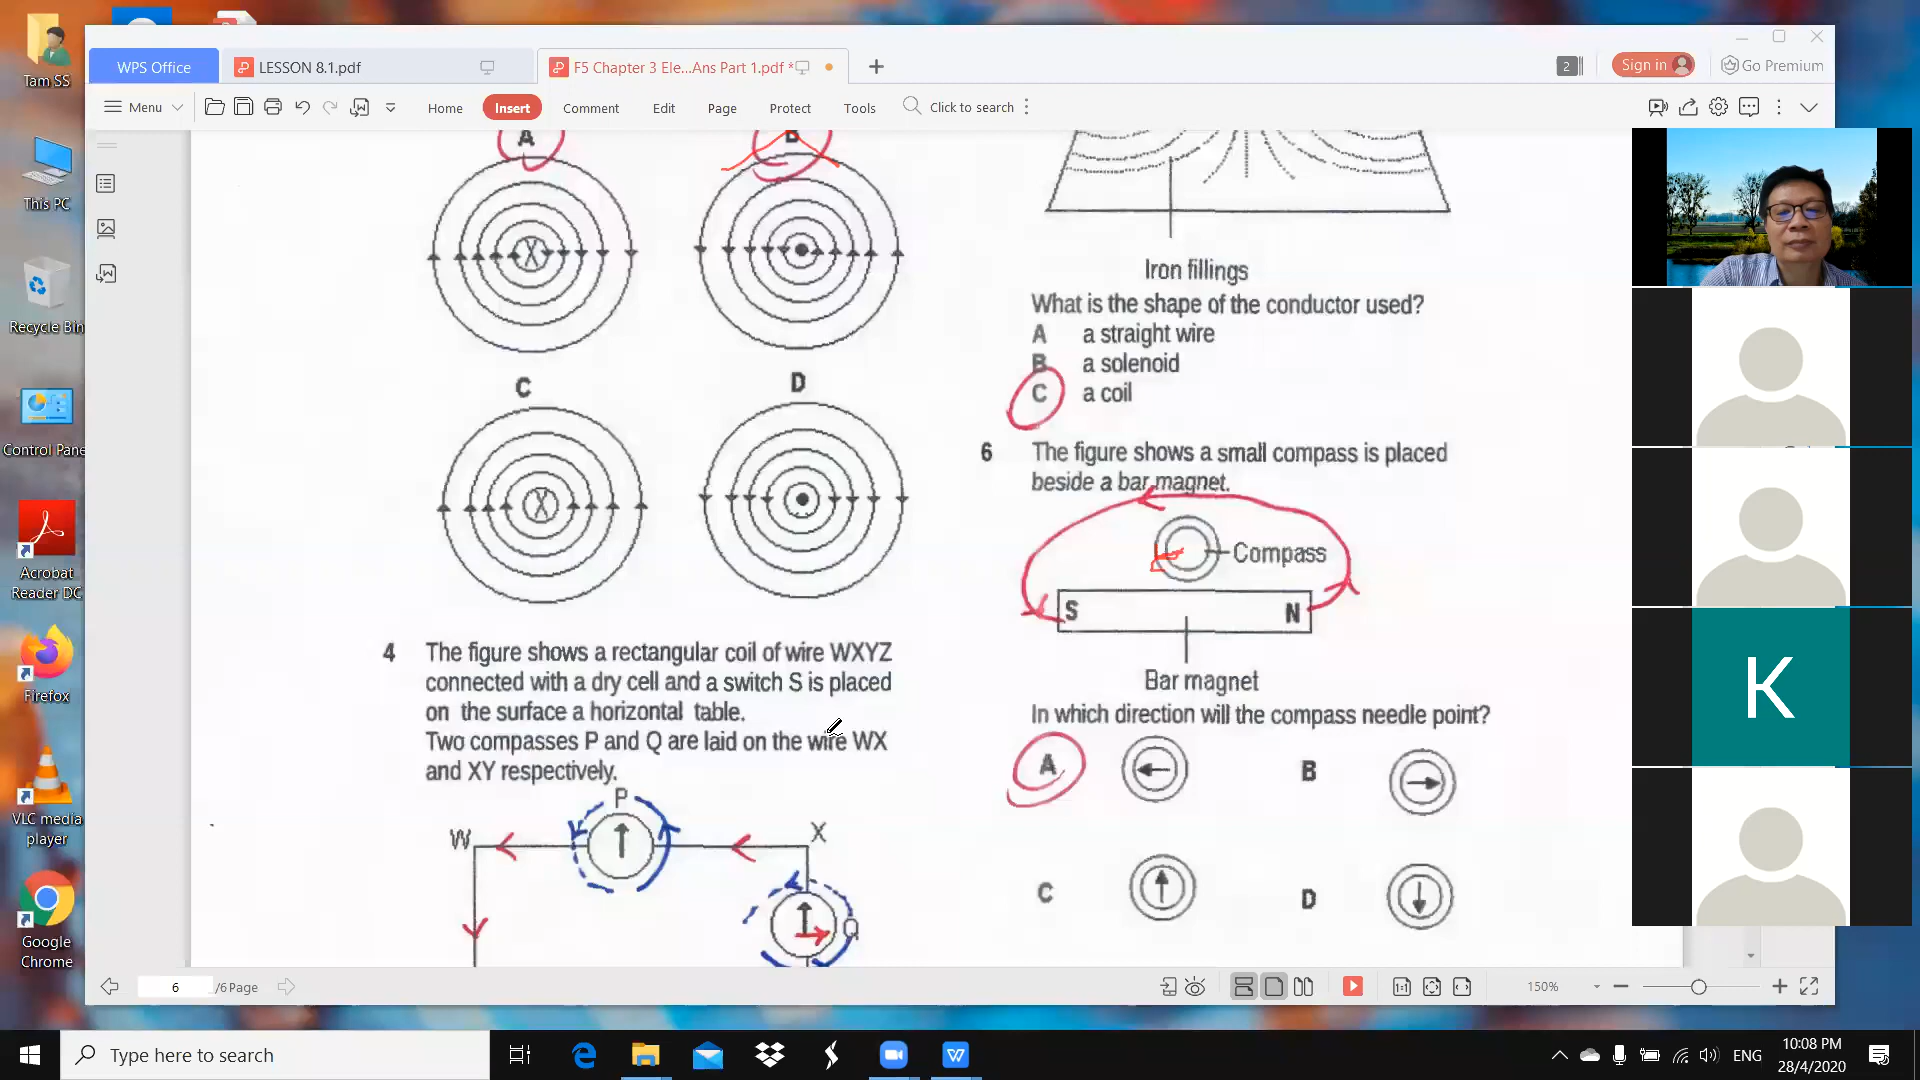 Tam SS
This PC
Recycle Bin
Control Pane
Acrobat
Reader DC
Firefox
VLC media
player
Google
Chrome
WPS Office
LESSON 8.1.pdf
F5 Chapter 3 Ele...Ans Part 1.pdf *
2
Sign in
Go Premium
Menu
Home
Insert
Comment
Edit
Page
Protect
Tools
Click to search
A
B
C
D
4 The figure shows a rectangular coil of wire WXYZ
connected with a dry cell and a switch S is placed
on the surface a horizontal table.
Two compasses P and Q are laid on the wire WX
and XY respectively.
P
W
X
Q
Iron fillings
What is the shape of the conductor used?
A a straight wire
B a solenoid
C a coil
6 The figure shows a small compass is placed
beside a bar magnet.
Compass
S
N
Bar magnet
In which direction will the compass needle point?
A
B
C
D
K
6 /6Page
150%
Type here to search
ENG
10:08 PM
28/4/2020